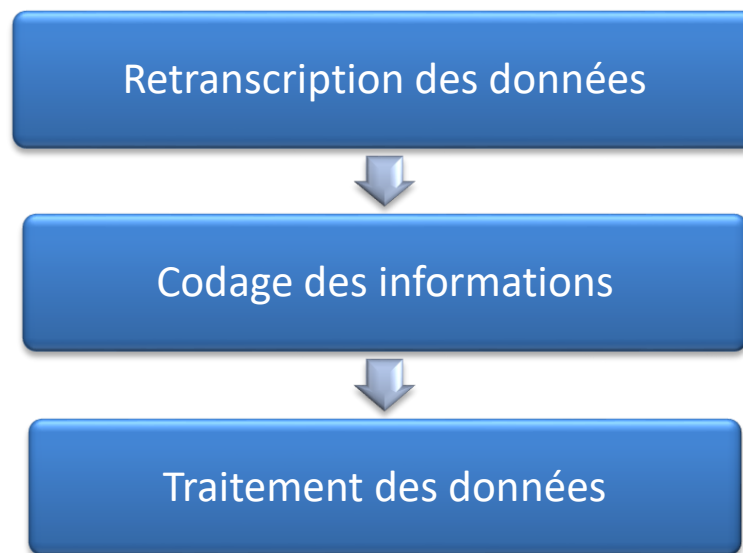 Retranscription des données
Codage des informations
Traitement des données